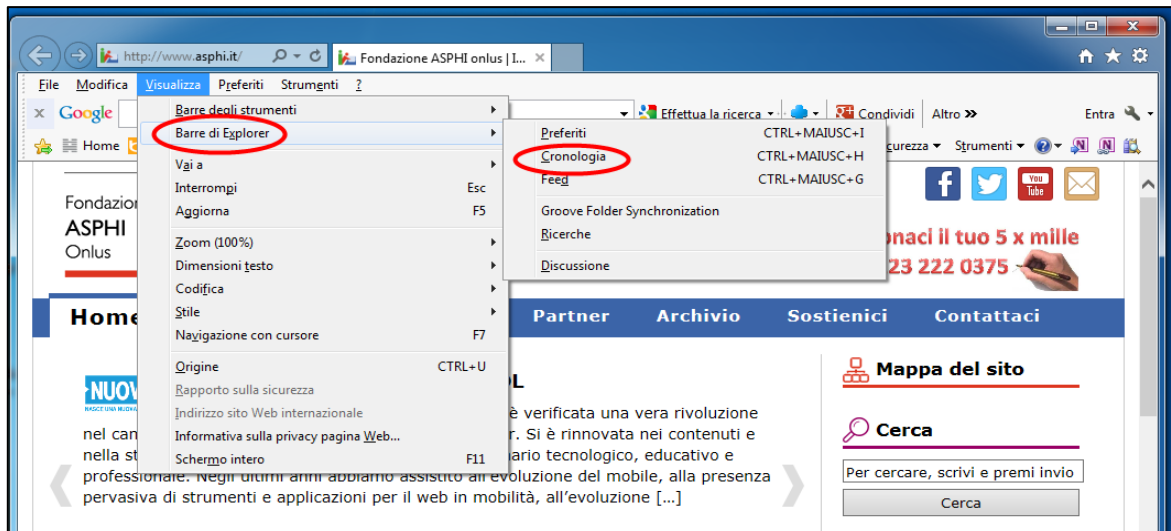 http://www.asphi.it/
Fondazione ASPHI onlus | I...
File Modifica Visualizza Preferiti Strumenti ?
x Google
Effettua la ricerca
Condividi
Altro »
Entra
Home
curezza
Strumenti
Barre degli strumenti
Barre di Explorer
Vai a
Interrompi Esc
Aggiorna F5
Zoom (100%)
Dimensioni testo
Codifica
Stile
Navigazione con cursore F7
Origine CTRL+U
Rapporto sulla sicurezza
Indirizzo sito Web internazionale
Informativa sulla privacy pagina Web...
Schermo intero F11
Preferiti CTRL+MAIUSC+I
Cronologia CTRL+MAIUSC+H
Feed CTRL+MAIUSC+G
Groove Folder Synchronization
Ricerche
Discussione
Fondazion
ASPHI
Onlus
You
Tube
onaci il tuo 5 x mille
23 222 0375
Home Partner Archivio Sostienici Contattaci
NUOV
OL
è verificata una vera rivoluzione
nel can r. Si è rinnovata nei contenuti e
nella st nario tecnologico, educativo e
professionale. Negli ultimi anni abbiamo assistito all'evoluzione del mobile, alla presenza
pervasiva di strumenti e applicazioni per il web in mobilità, all'evoluzione [...]
Mappa del sito
Cerca
Per cercare, scrivi e premi invio
Cerca